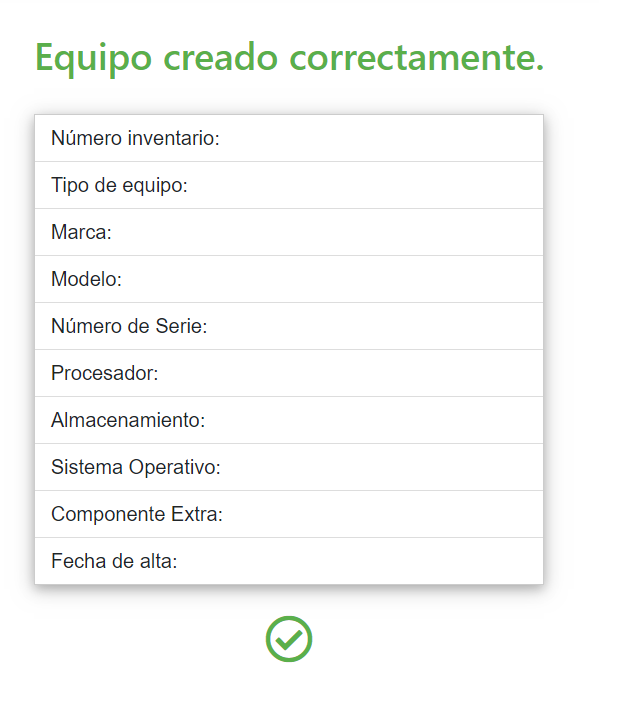 Equipo creado correctamente.
Número inventario:
Tipo de equipo:
Marca:
Modelo:
Número de Serie:
Procesador:
Almacenamiento:
Sistema Operativo:
Componente Extra:
Fecha de alta: